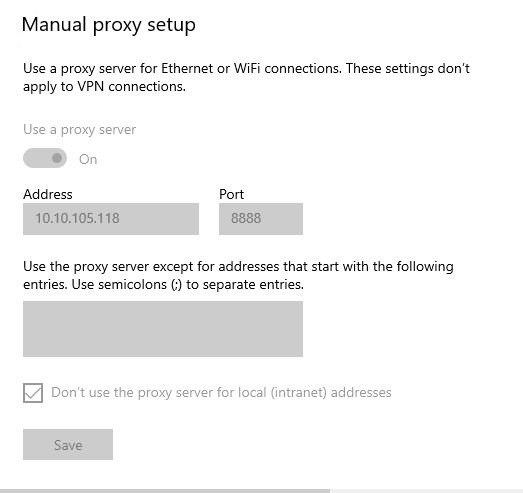 Manual proxy setup
Use a proxy server for Ethernet or WiFi connections. These settings don't
apply to VPN connections.
Use a proxy server
On
Address Port
10.10.105.118 8888
Use the proxy server except for addresses that start with the following
entries. Use semicolons (;) to separate entries.
Don't use the proxy server for local (intranet) addresses
Save